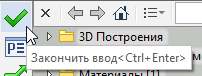 3D Построения
Закончить ввод<Ctrl+Enter>
Материалы [1]